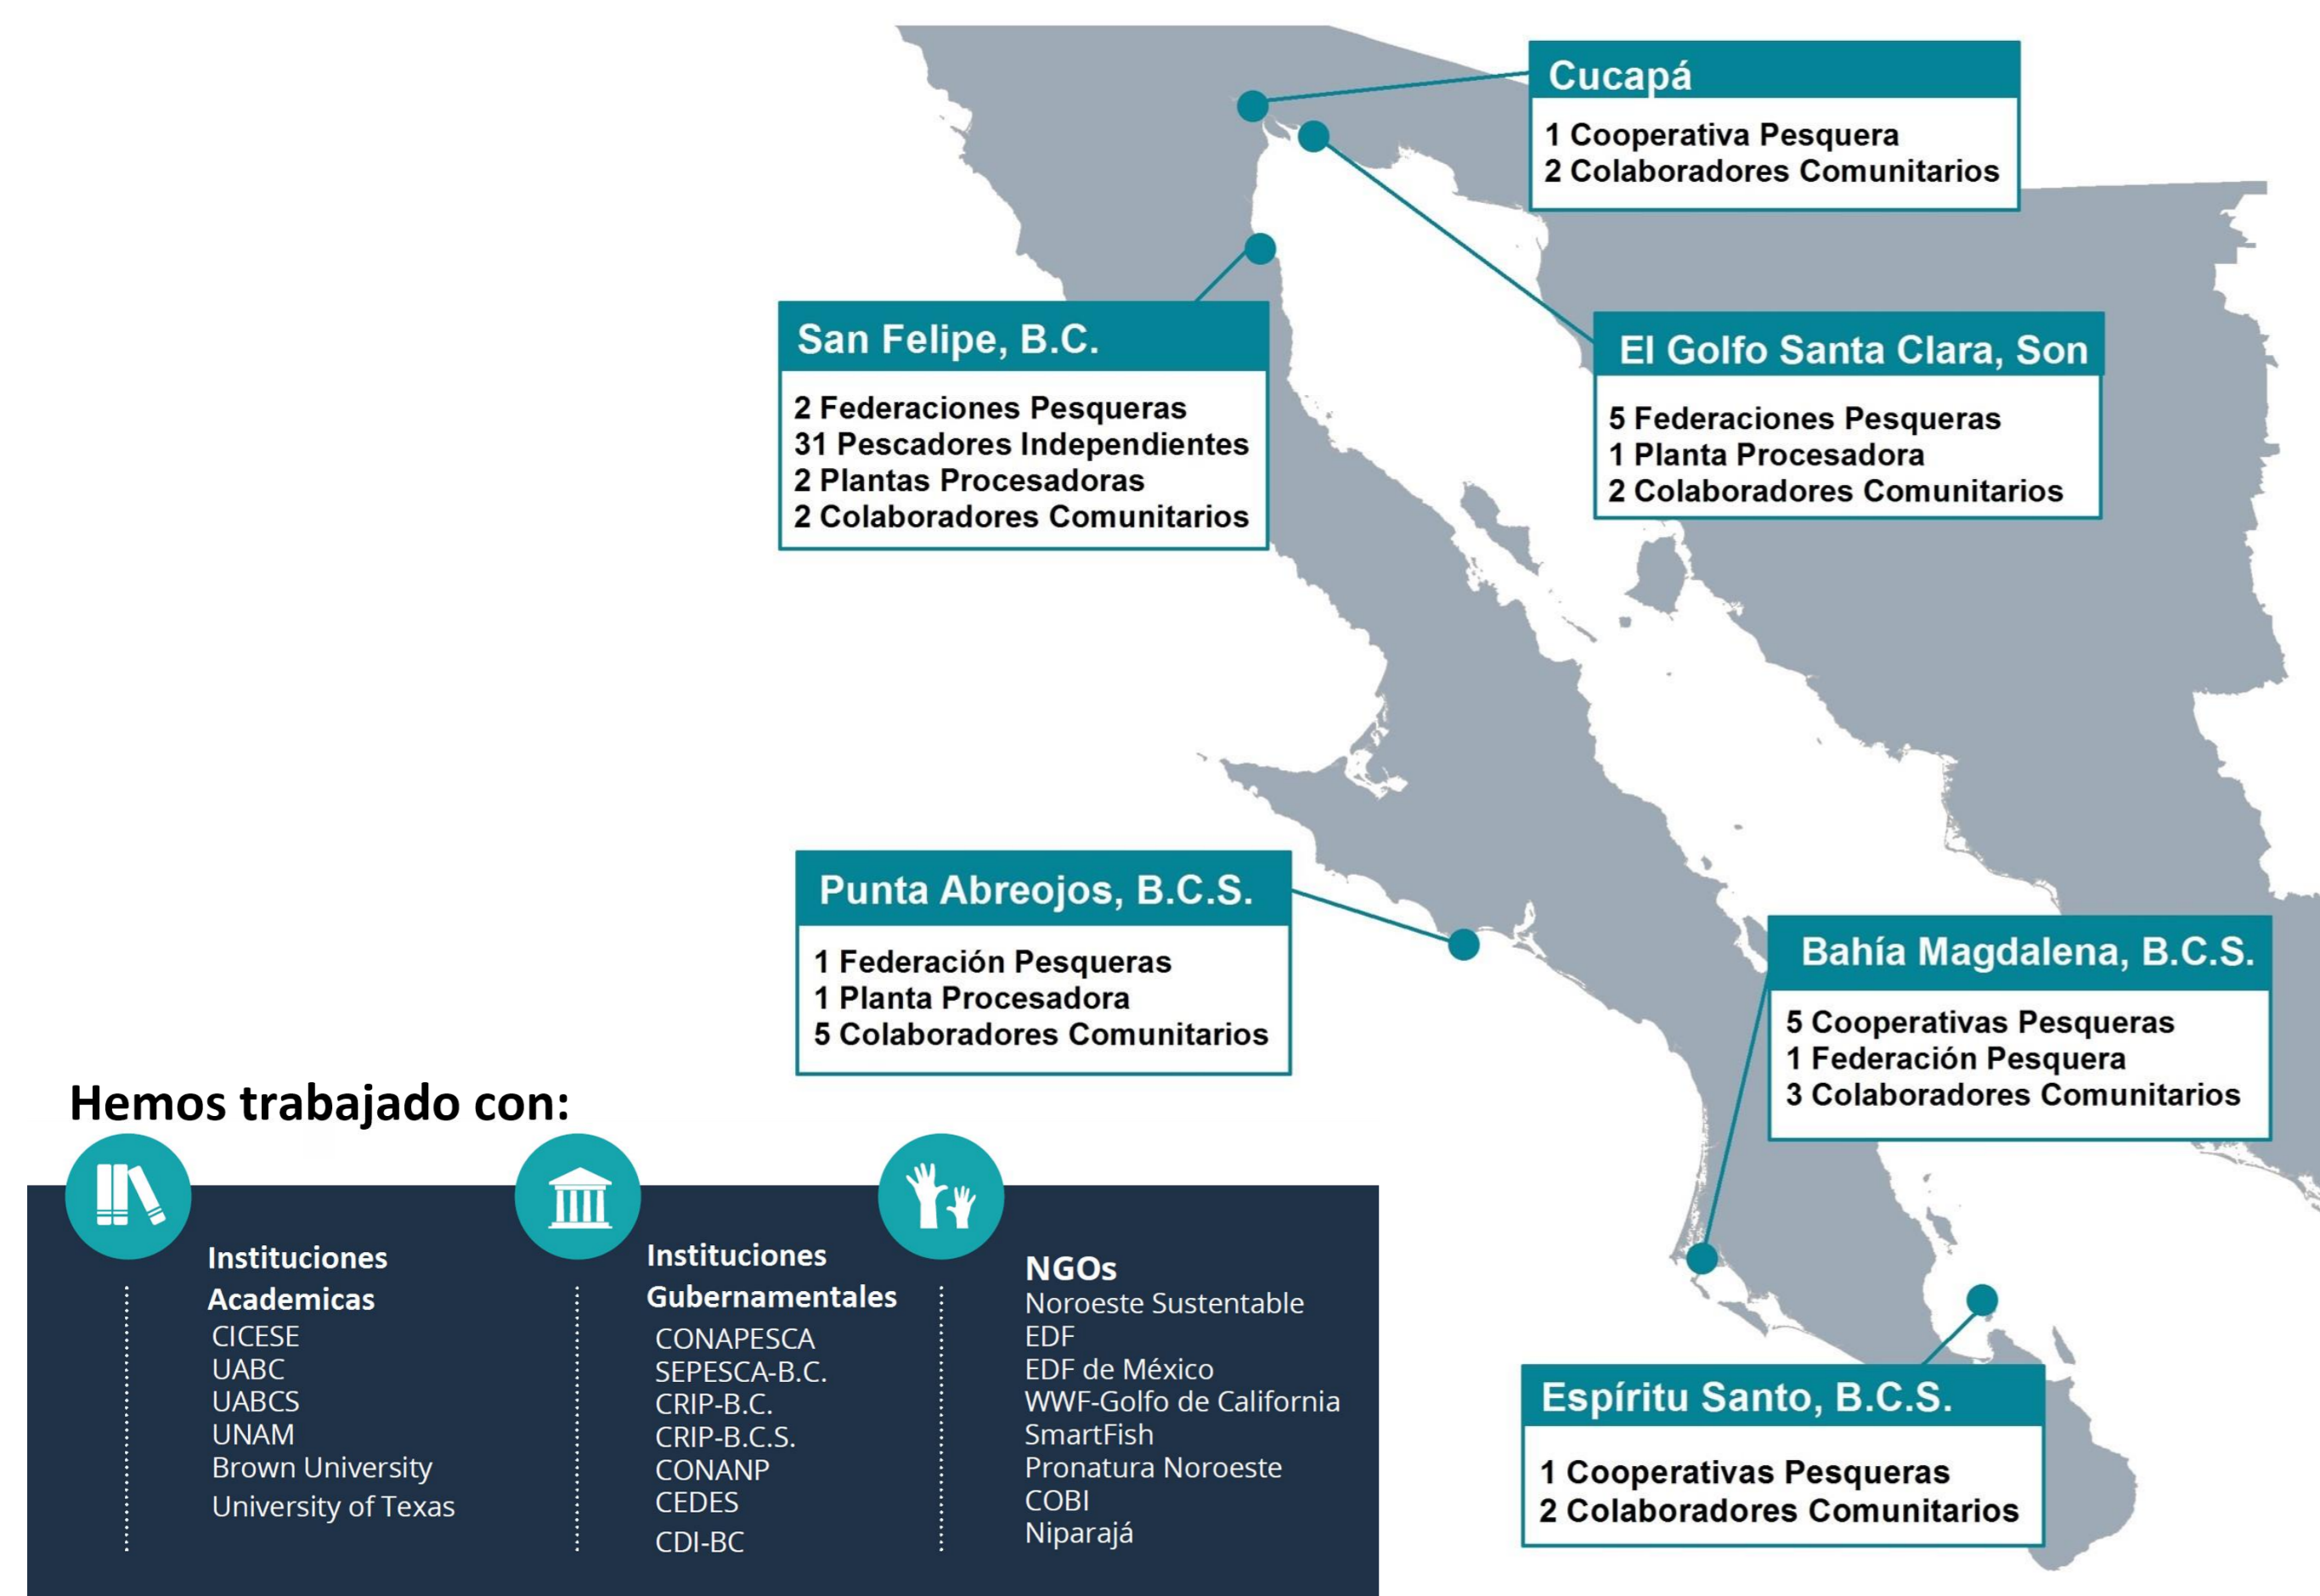 Cucapá
1 Cooperativa Pesquera
2 Colaboradores Comunitarios
San Felipe, B.C.
2 Federaciones Pesqueras
31 Pescadores Independientes
2 Plantas Procesadoras
2 Colaboradores Comunitarios
El Golfo Santa Clara, Son
5 Federaciones Pesqueras
1 Planta Procesadora
2 Colaboradores Comunitarios
Punta Abreojos, B.C.S.
1 Federación Pesqueras
1 Planta Procesadora
5 Colaboradores Comunitarios
Bahía Magdalena, B.C.S.
5 Cooperativas Pesqueras
1 Federación Pesquera
3 Colaboradores Comunitarios
Espíritu Santo, B.C.S.
1 Cooperativas Pesqueras
2 Colaboradores Comunitarios
Hemos trabajado con:
Instituciones
Academicas
CICESE
UABC
UABCS
UNAM
Brown University
University of Texas
Instituciones
Gubernamentales
CONAPESCA
SEPESCA-B.C.
CRIP-B.C.
CRIP-B.C.S.
CONANP
CEDES
CDI-BC
NGOs
Noroeste Sustentable
EDF
EDF de México
WWF-Golfo de California
SmartFish
Pronatura Noroeste
COBI
Niparajá